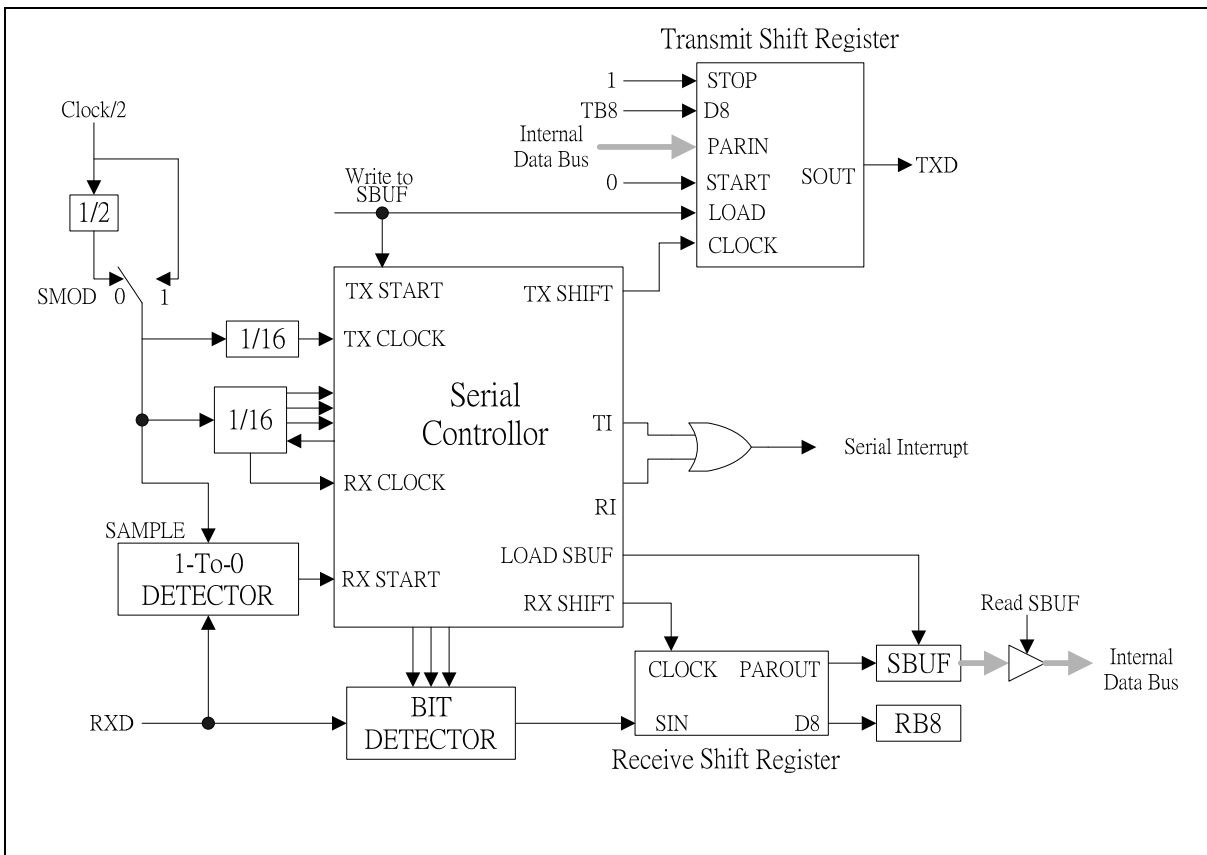 Transmit Shift Register
1
STOP
TB8
D8
Internal
Data Bus
PARIN
0
START
SOUT
TXD
LOAD
CLOCK
Clock/2
1/2
SMOD
0
1
Write to
SBUF
TX START
TX SHIFT
1/16
TX CLOCK
1/16
Serial
Controllor
TI
Serial Interrupt
RX CLOCK
RI
SAMPLE
1-To-0
DETECTOR
LOAD SBUF
RX START
RX SHIFT
Read SBUF
CLOCK
PAROUT
SBUF
Internal
Data Bus
RXD
BIT
DETECTOR
SIN
D8
RB8
Receive Shift Register